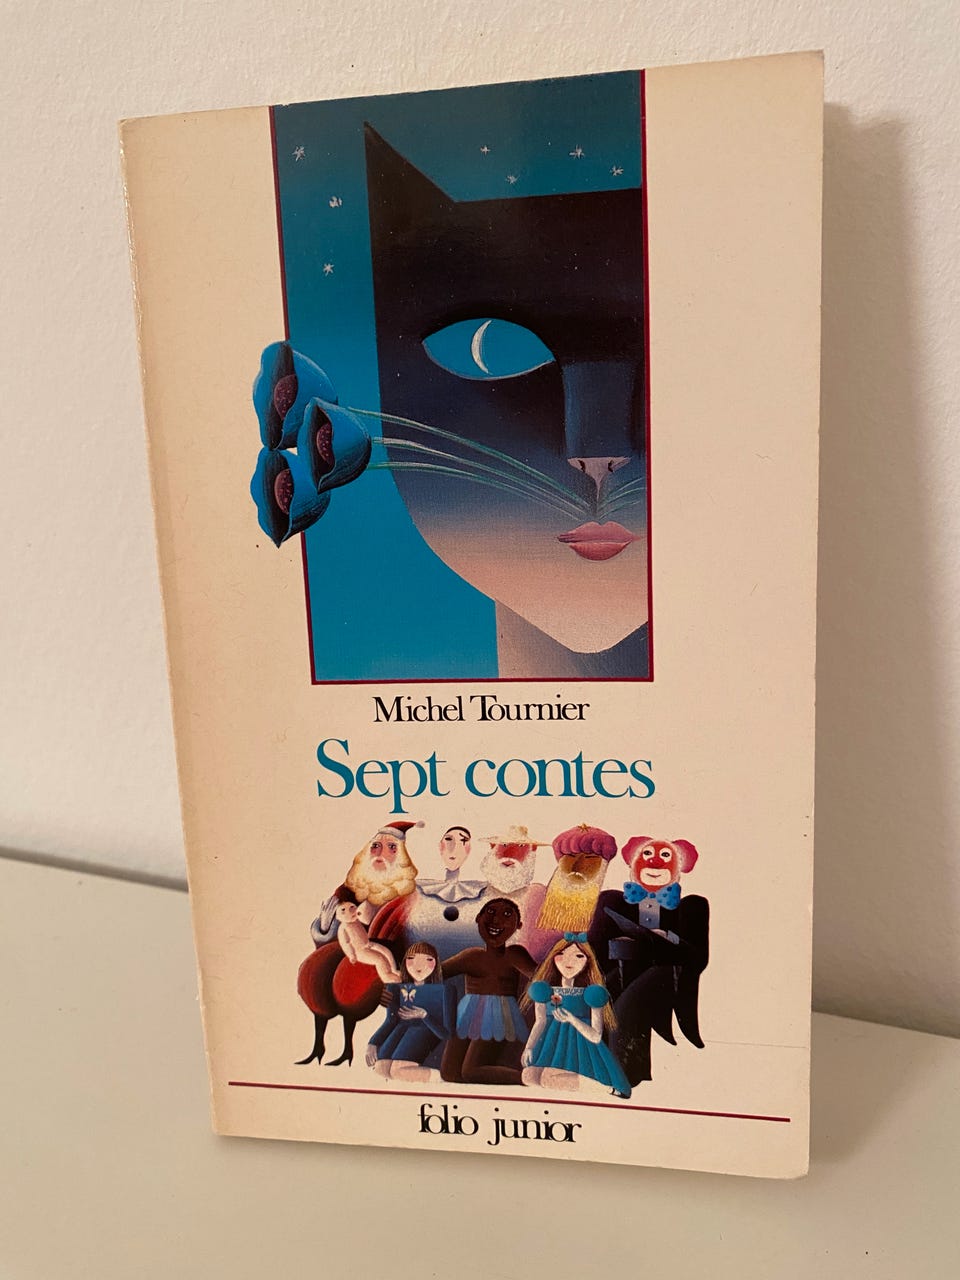 Michel Tournier
Sept contes
folio junior